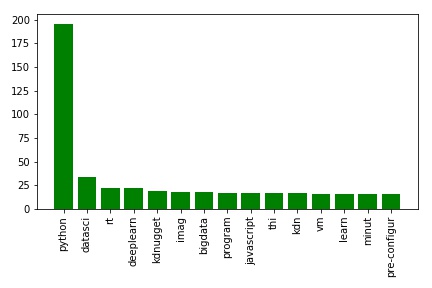 200
175
150
125
100
75
50
25
0
python
datasci
rt
deeplearn
kdnugget
imag
bigdata
program
javascript
thi
kdn
vm
learn
minut
pre-configur